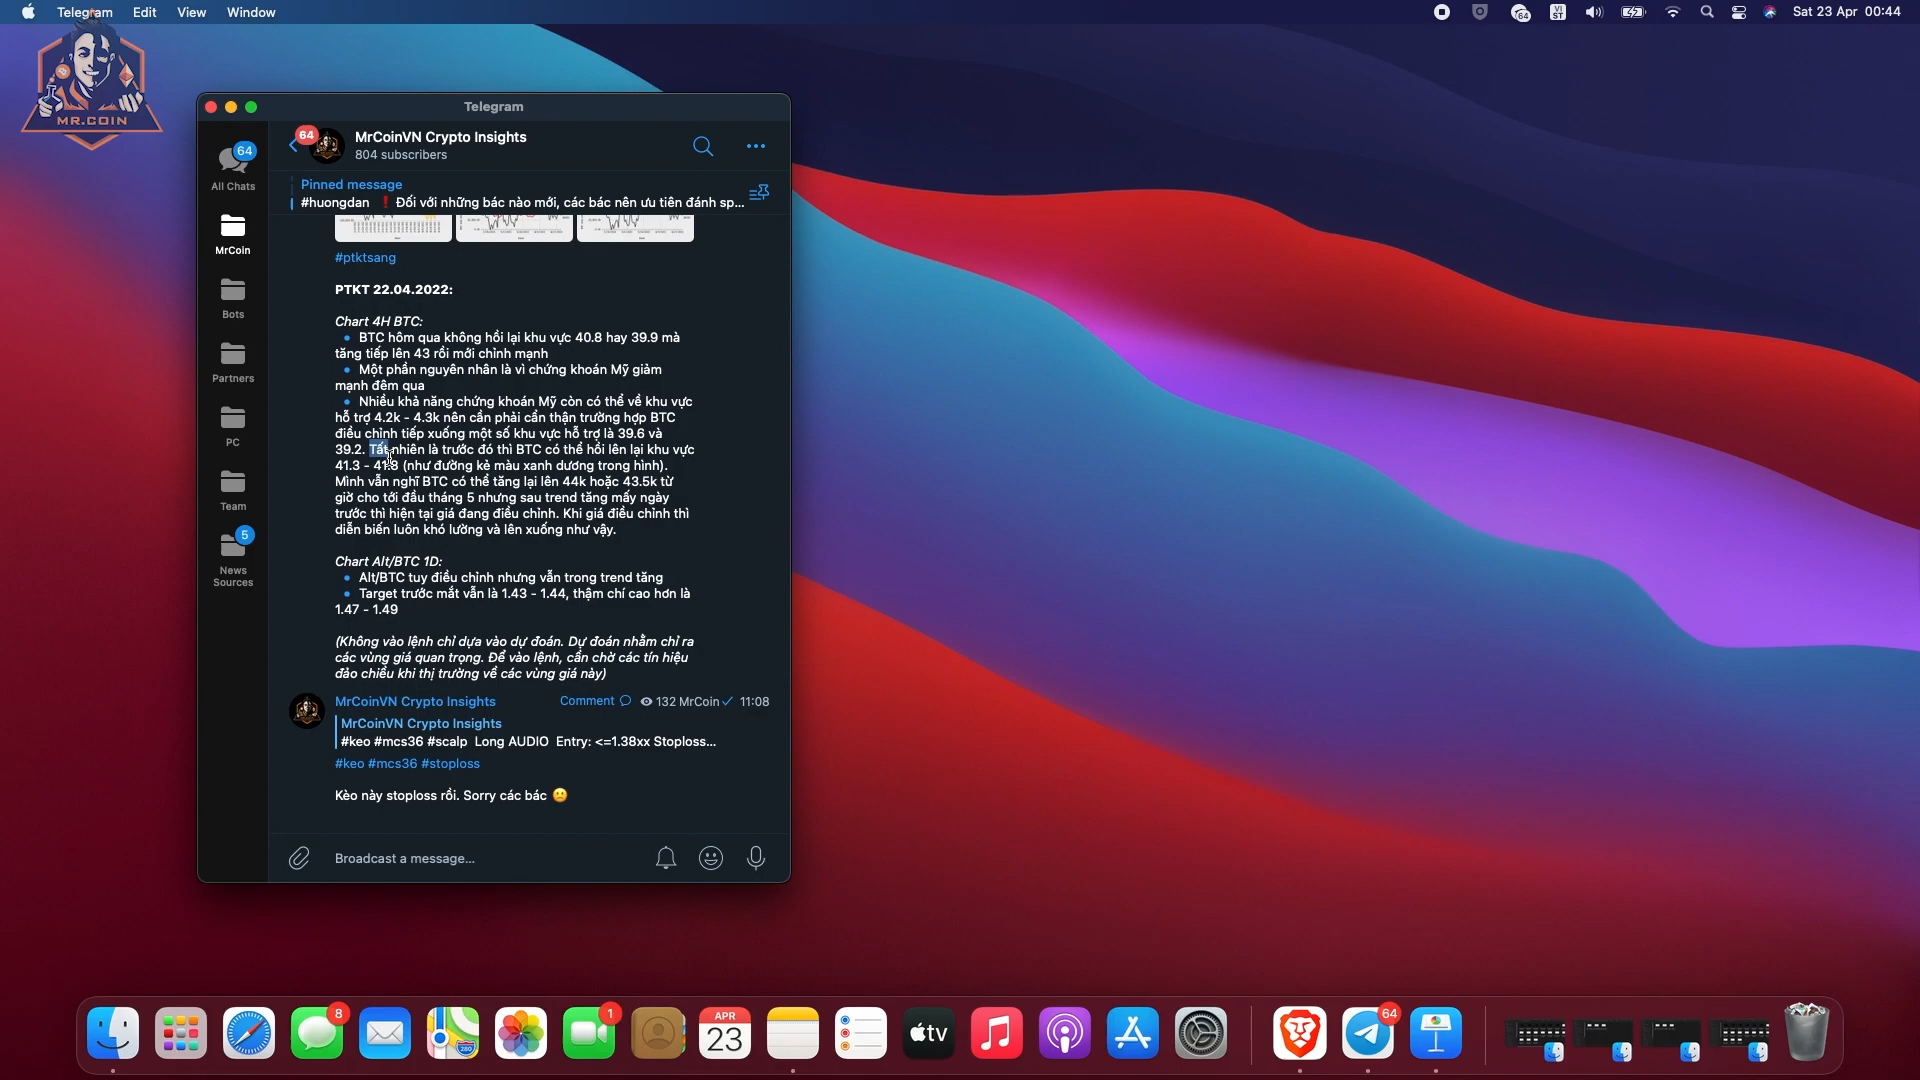 Telegram Edit View Window
64
VI
ST
Sat 23 Apr 00:44
MR.COIN
Telegram
64
All Chats
MrCoin
Bots
Partners
PC
Team
5
News
Sources
64
MrCoinVN Crypto Insights
804 subscribers
Pinned message
#huongdan ❗ Đối với những bác nào mới, các bác nên ưu tiên đánh sp...
#ptktsang
PTKT 22.04.2022:
Chart 4H BTC:
• BTC hôm qua không hồi lại khu vực 40.8 hay 39.9 mà
tăng tiếp lên 43 rồi mới chỉnh mạnh
• Một phần nguyên nhân là vì chứng khoán Mỹ giảm
mạnh đêm qua
• Nhiều khả năng chứng khoán Mỹ còn có thể về khu vực
hỗ trợ 4.2k - 4.3k nên cần phải cẩn thận trường hợp BTC
điều chỉnh tiếp xuống một số khu vực hỗ trợ là 39.6 và
39.2. Tất nhiên là trước đó thì BTC có thể hồi lên lại khu vực
41.3 - 41.8 (như đường kẻ màu xanh dương trong hình).
Mình vẫn nghĩ BTC có thể tăng lại lên 44k hoặc 43.5k từ
giờ cho tới đầu tháng 5 nhưng sau trend tăng mấy ngày
trước thì hiện tại giá đang điều chỉnh. Khi giá điều chỉnh thì
diễn biến luôn khó lường và lên xuống như vậy.
Chart Alt/BTC 1D:
• Alt/BTC tuy điều chỉnh nhưng vẫn trong trend tăng
• Target trước mắt vẫn là 1.43 - 1.44, thậm chí cao hơn là
1.47 - 1.49
(Không vào lệnh chỉ dựa vào dự đoán. Dự đoán nhằm chỉ ra
các vùng giá quan trọng. Để vào lệnh, cần chờ các tín hiệu
đảo chiều khi thị trường về các vùng giá này)
MrCoinVN Crypto Insights Comment 132 MrCoin 11:08
MrCoinVN Crypto Insights
#keo #mcs36 #scalp Long AUDIO Entry: <=1.38xx Stoploss...
#keo #mcs36 #stoploss
Kèo này stoploss rồi. Sorry các bác 🙁
Broadcast a message...
8
280
1
APR
23
tv
64